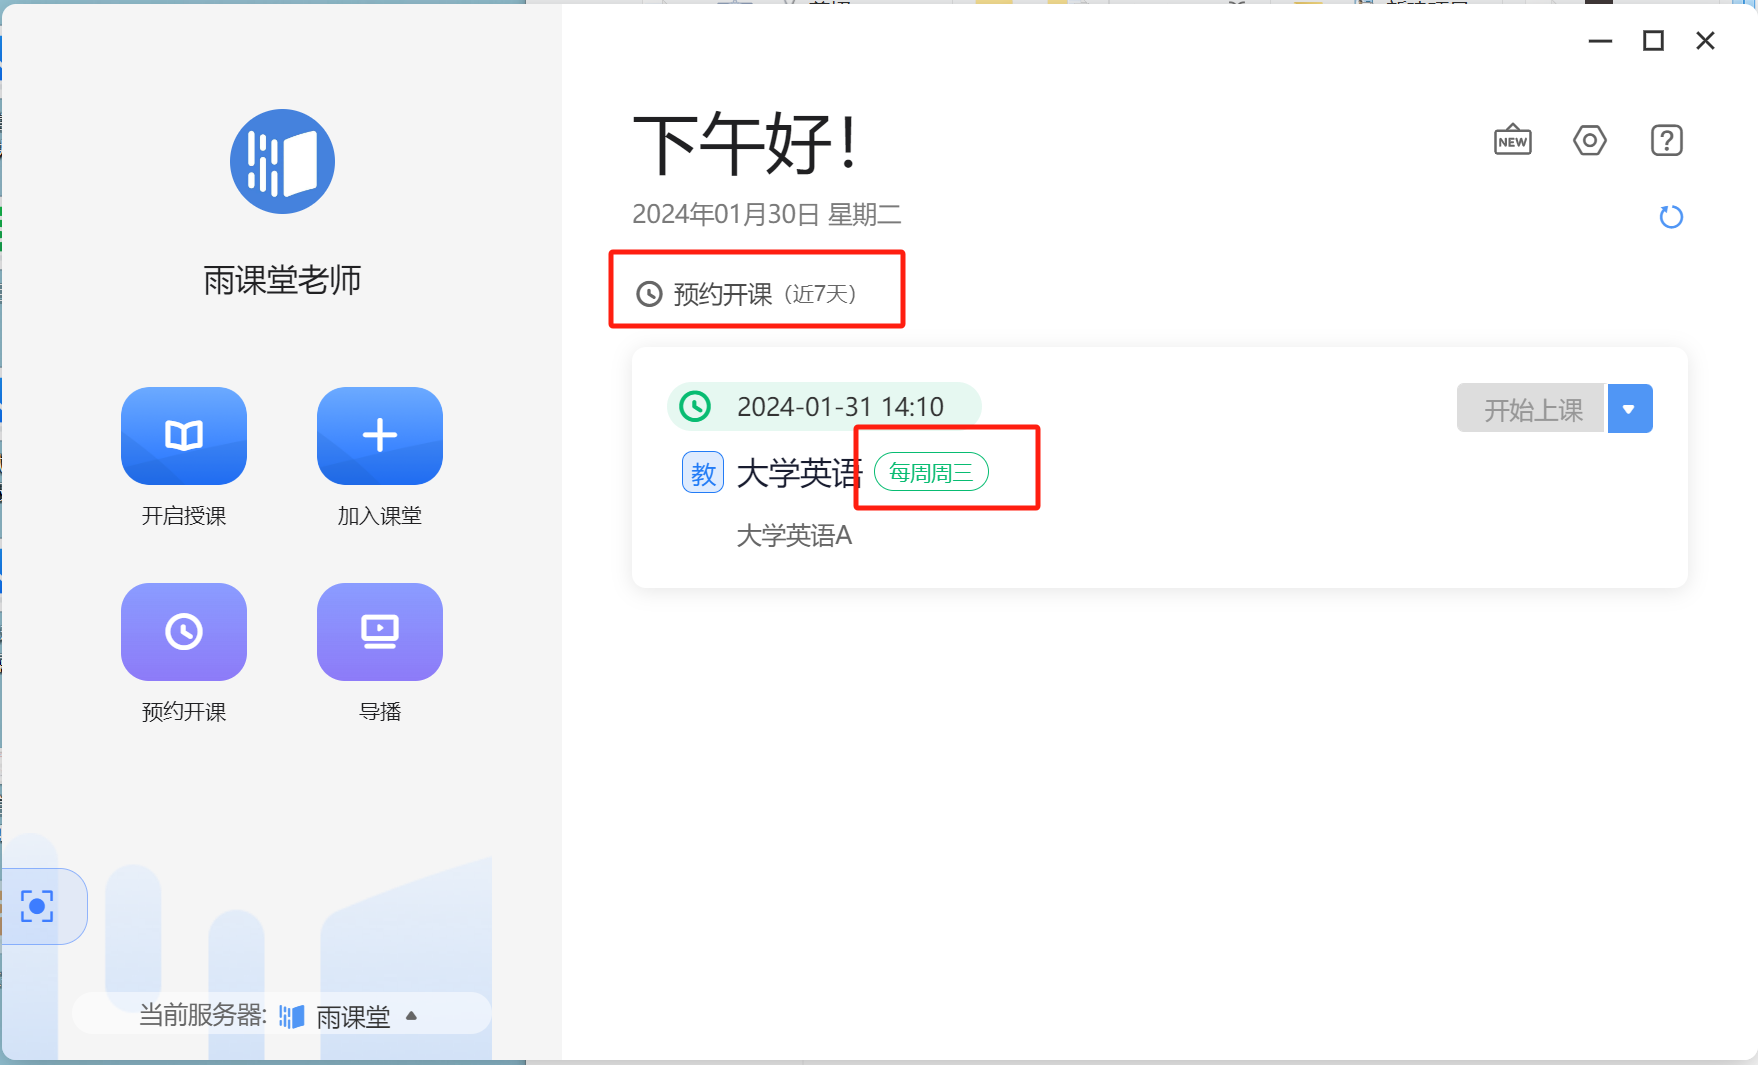 下午好！
NEW
2024年01月30日 星期二
预约开课（近7天）
2024-01-31 14:10
开始上课
教 大学英语 每周周三
大学英语A
雨课堂老师
开启授课
加入课堂
预约开课
导播
当前服务器: 雨课堂